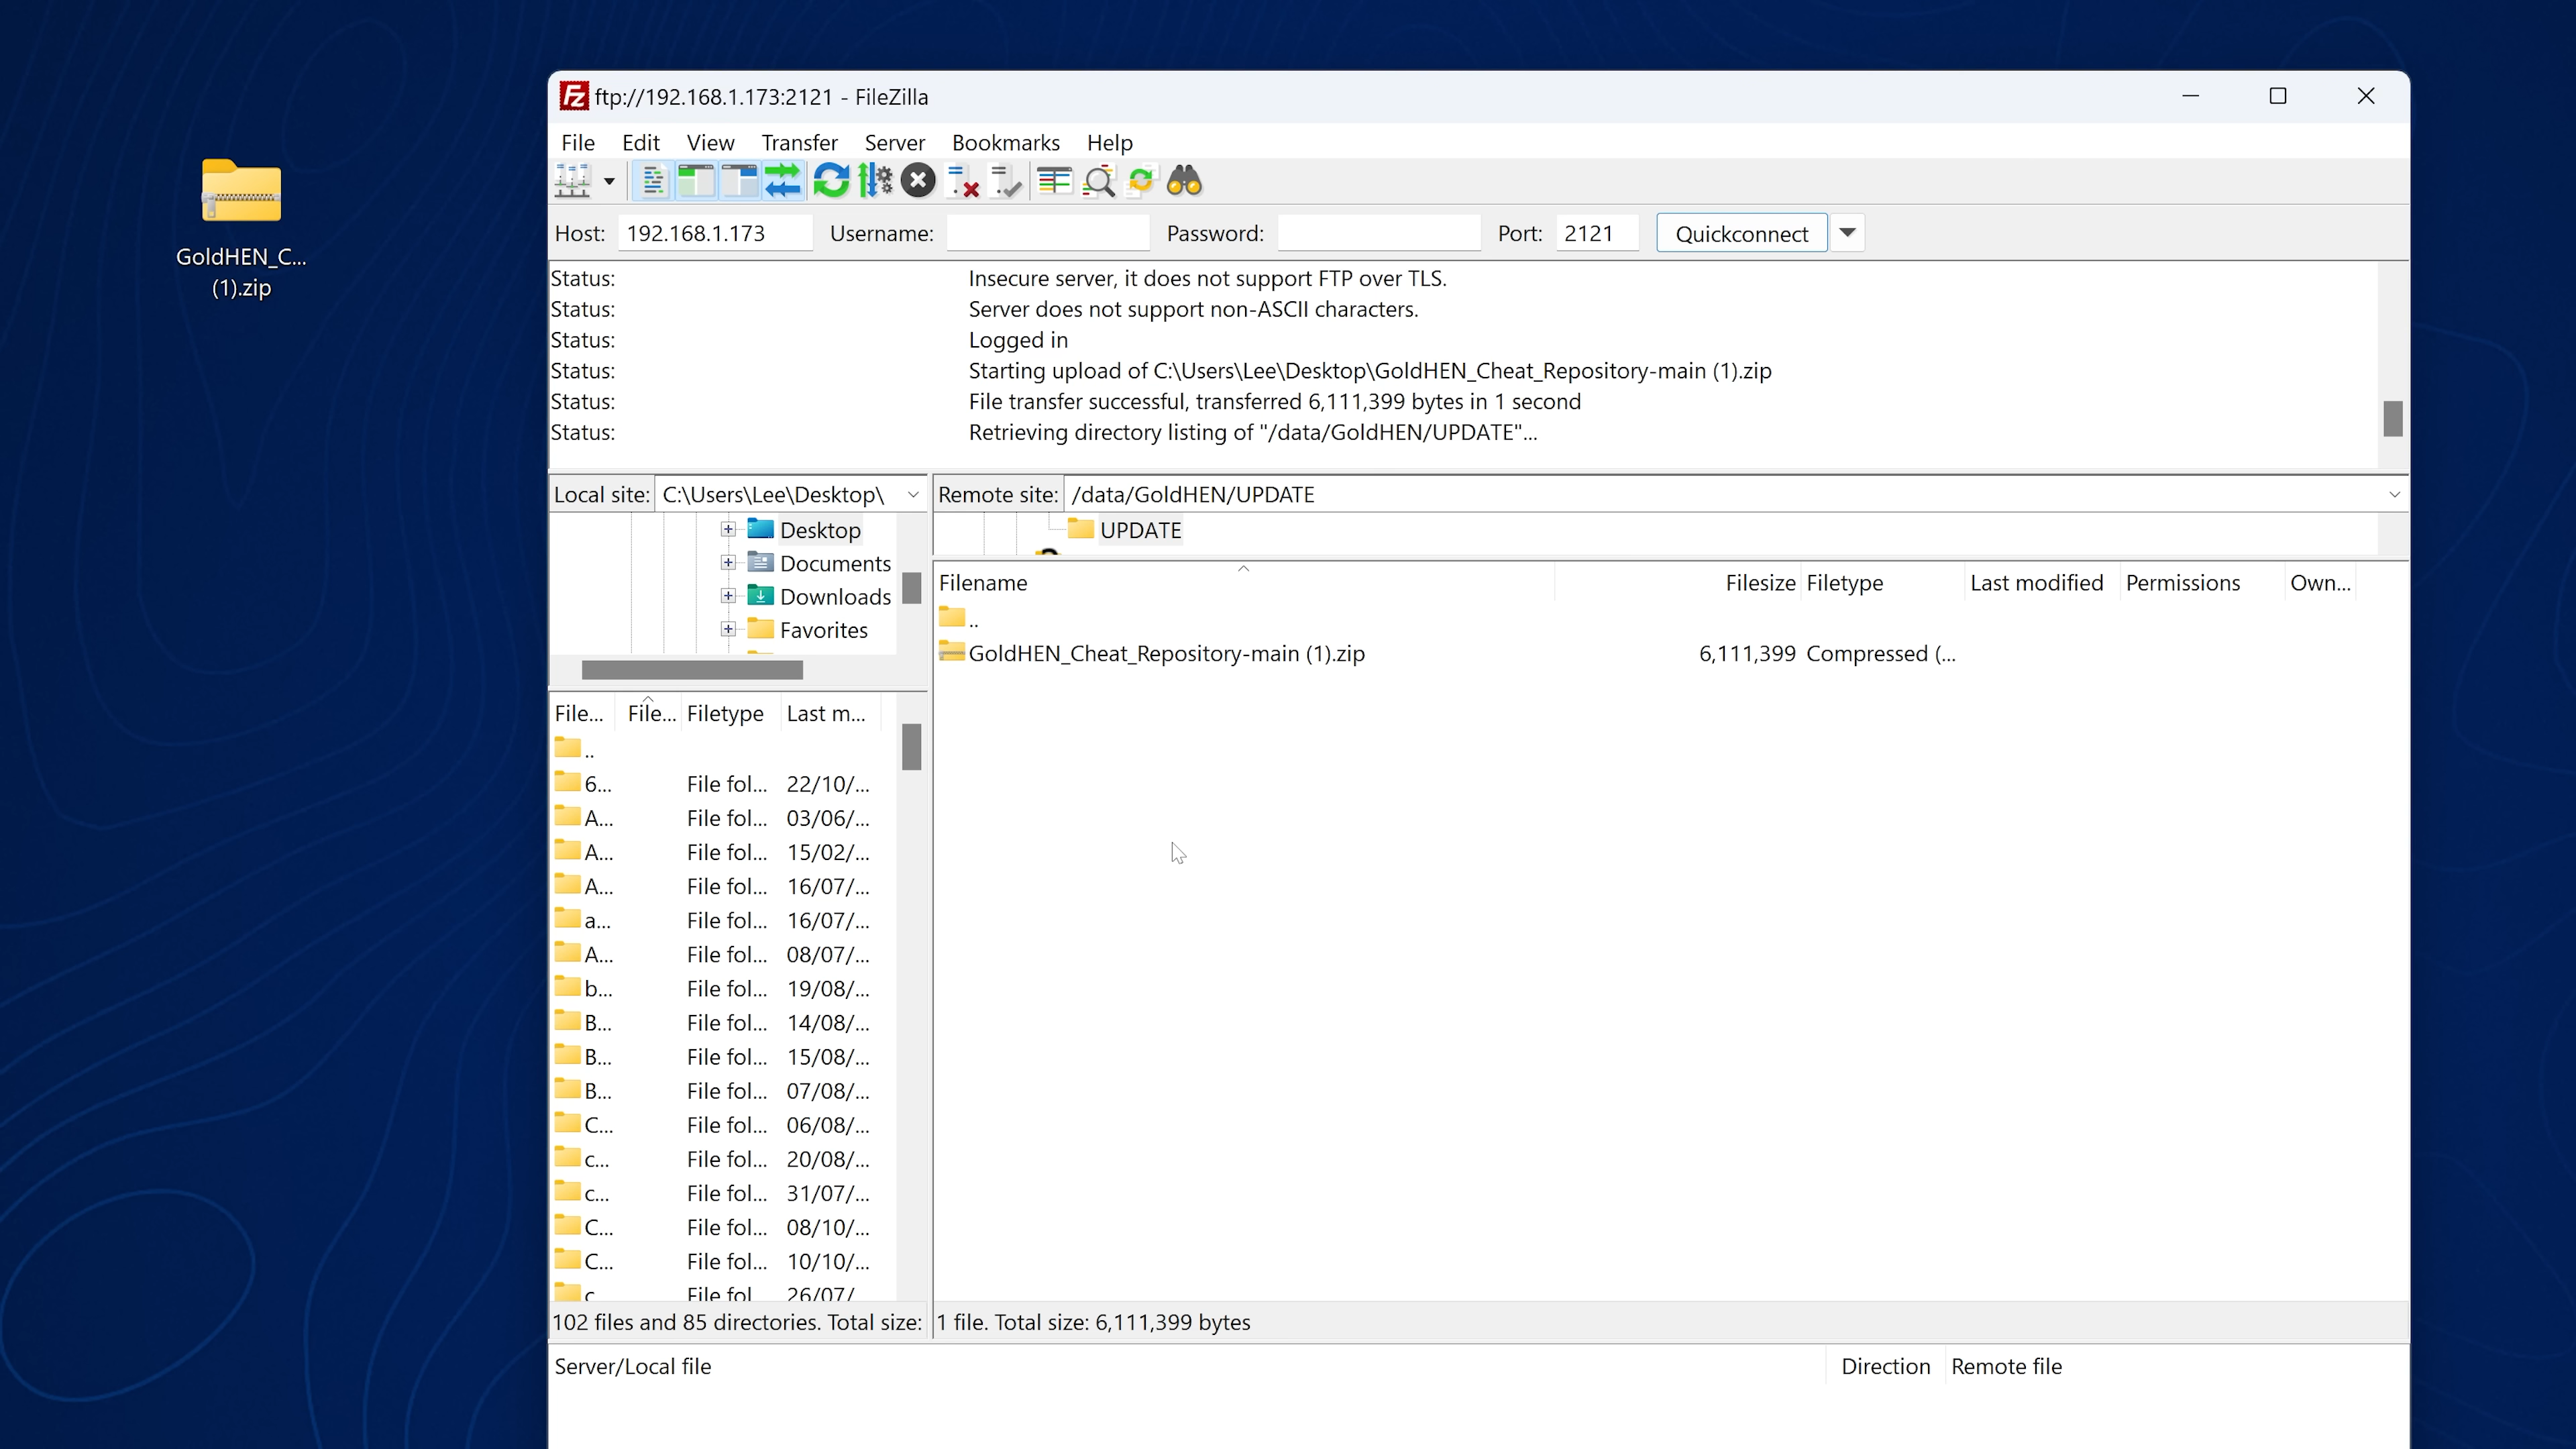 GoldHEN_C...
(1).zip
ftp://192.168.1.173:2121 - FileZilla
File Edit View Transfer Server Bookmarks Help
Host: 192.168.1.173 Username: Password: Port: 2121 Quickconnect
Status: Insecure server, it does not support FTP over TLS.
Status: Server does not support non-ASCII characters.
Status: Logged in
Status: Starting upload of C:\Users\Lee\Desktop\GoldHEN_Cheat_Repository-main (1).zip
Status: File transfer successful, transferred 6,111,399 bytes in 1 second
Status: Retrieving directory listing of "/data/GoldHEN/UPDATE"...
Local site: C:\Users\Lee\Desktop\
Desktop
Documents
Downloads
Favorites
File... File... Filetype Last m...
..
6... File fol... 22/10/...
A... File fol... 03/06/...
A... File fol... 15/02/...
A... File fol... 16/07/...
a... File fol... 16/07/...
A... File fol... 08/07/...
b... File fol... 19/08/...
B... File fol... 14/08/...
B... File fol... 15/08/...
B... File fol... 07/08/...
C... File fol... 06/08/...
c... File fol... 20/08/...
c... File fol... 31/07/...
C... File fol... 08/10/...
C... File fol... 10/10/...
c File fol 26/07/
102 files and 85 directories. Total size:
Remote site: /data/GoldHEN/UPDATE
UPDATE
Filename Filesize Filetype Last modified Permissions Own...
..
GoldHEN_Cheat_Repository-main (1).zip 6,111,399 Compressed (...
1 file. Total size: 6,111,399 bytes
Server/Local file Direction Remote file